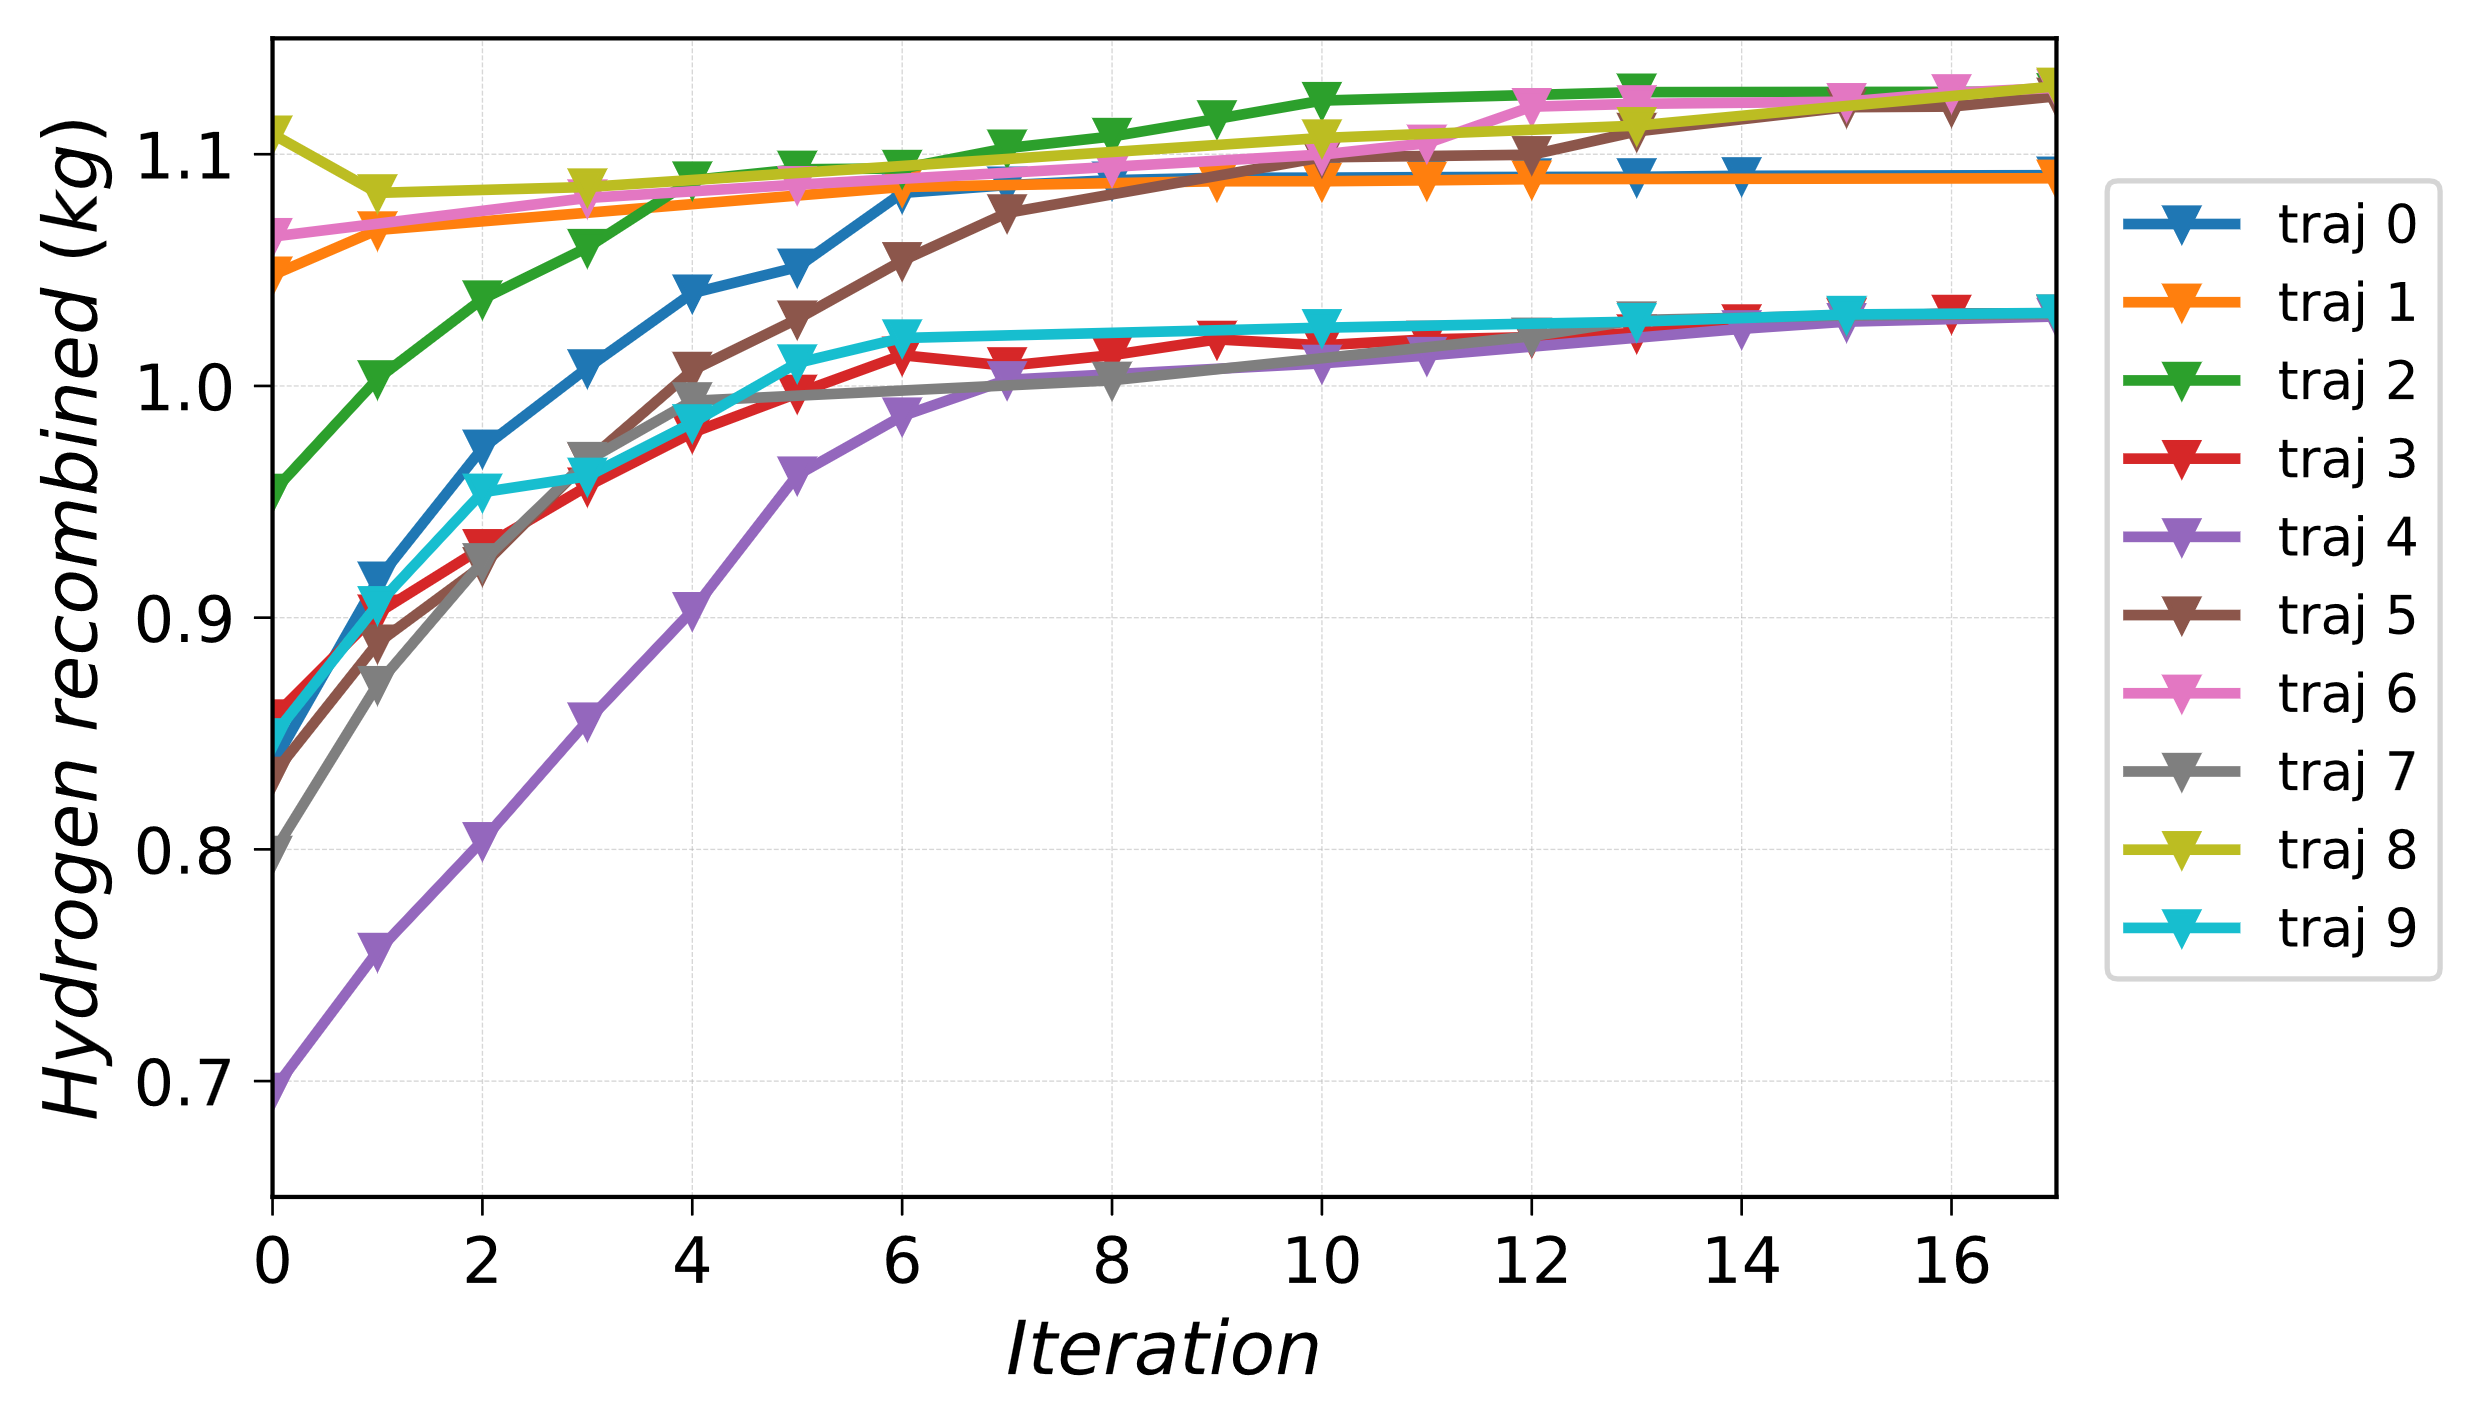 Hydrogen recombined (kg)
1.1
1.0
0.9
0.8
0.7
0 2 4 6 8 10 12 14 16
Iteration
traj 0
traj 1
traj 2
traj 3
traj 4
traj 5
traj 6
traj 7
traj 8
traj 9